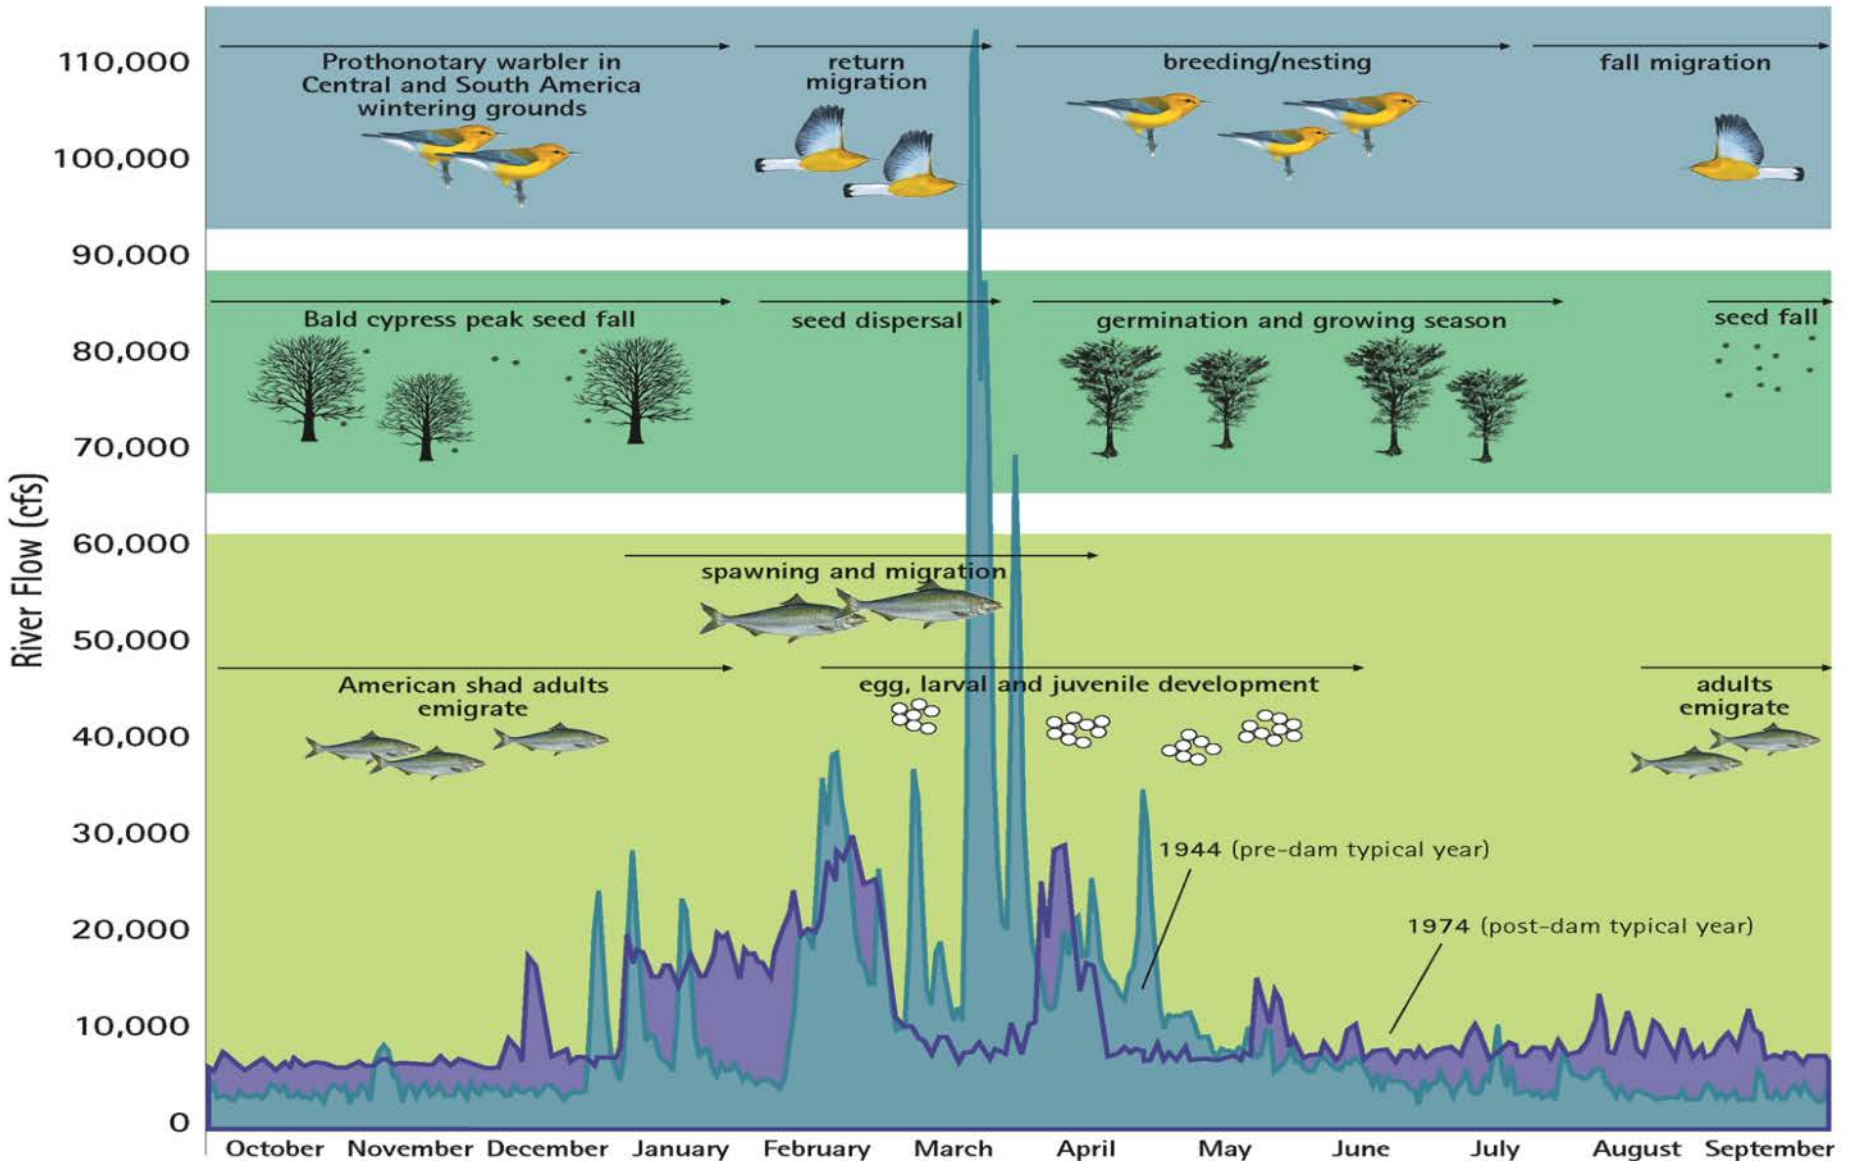 River Flow (cfs)
110,000
100,000
90,000
80,000
70,000
60,000
50,000
40,000
30,000
20,000
10,000
0
Prothonotary warbler in
Central and South America
wintering grounds
return
migration
breeding/nesting
fall migration
Bald cypress peak seed fall
seed dispersal
germination and growing season
seed fall
spawning and migration
American shad adults
emigrate
egg, larval and juvenile development
adults
emigrate
1944 (pre-dam typical year)
1974 (post-dam typical year)
October November December January February March April May June July August September